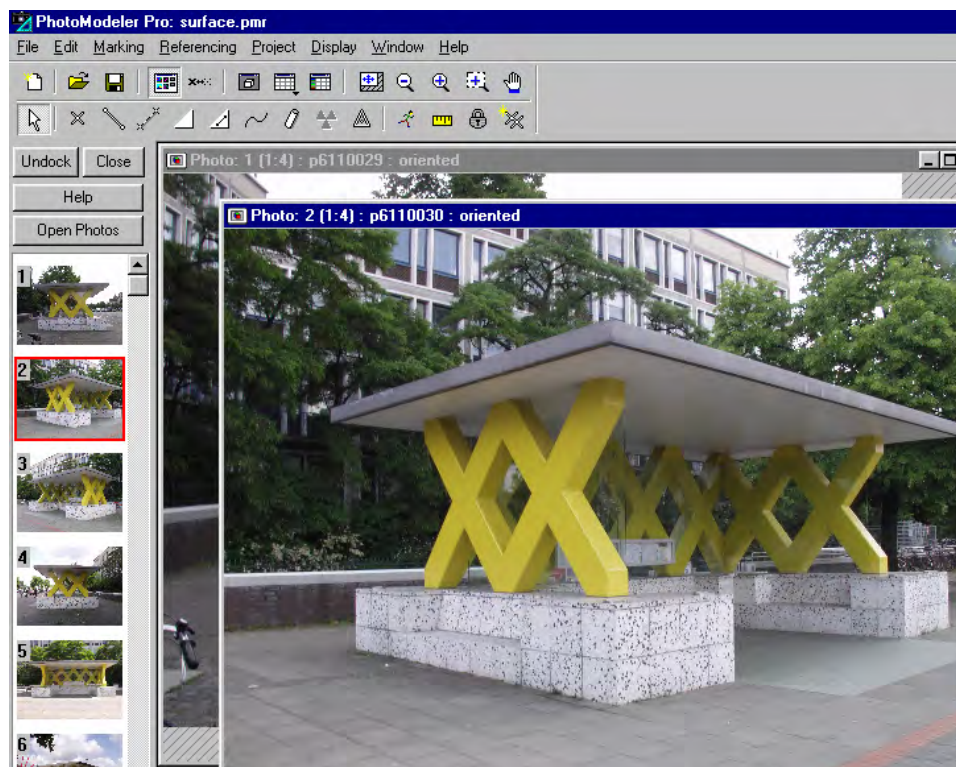 PhotoModeler Pro: surface.pmr
File Edit Marking Referencing Project Display Window Help
Undock Close
Help
Open Photos
Photo: 1 (1:4) : p6110029 : oriented
Photo: 2 (1:4) : p6110030 : oriented
1
2
3
4
5
6